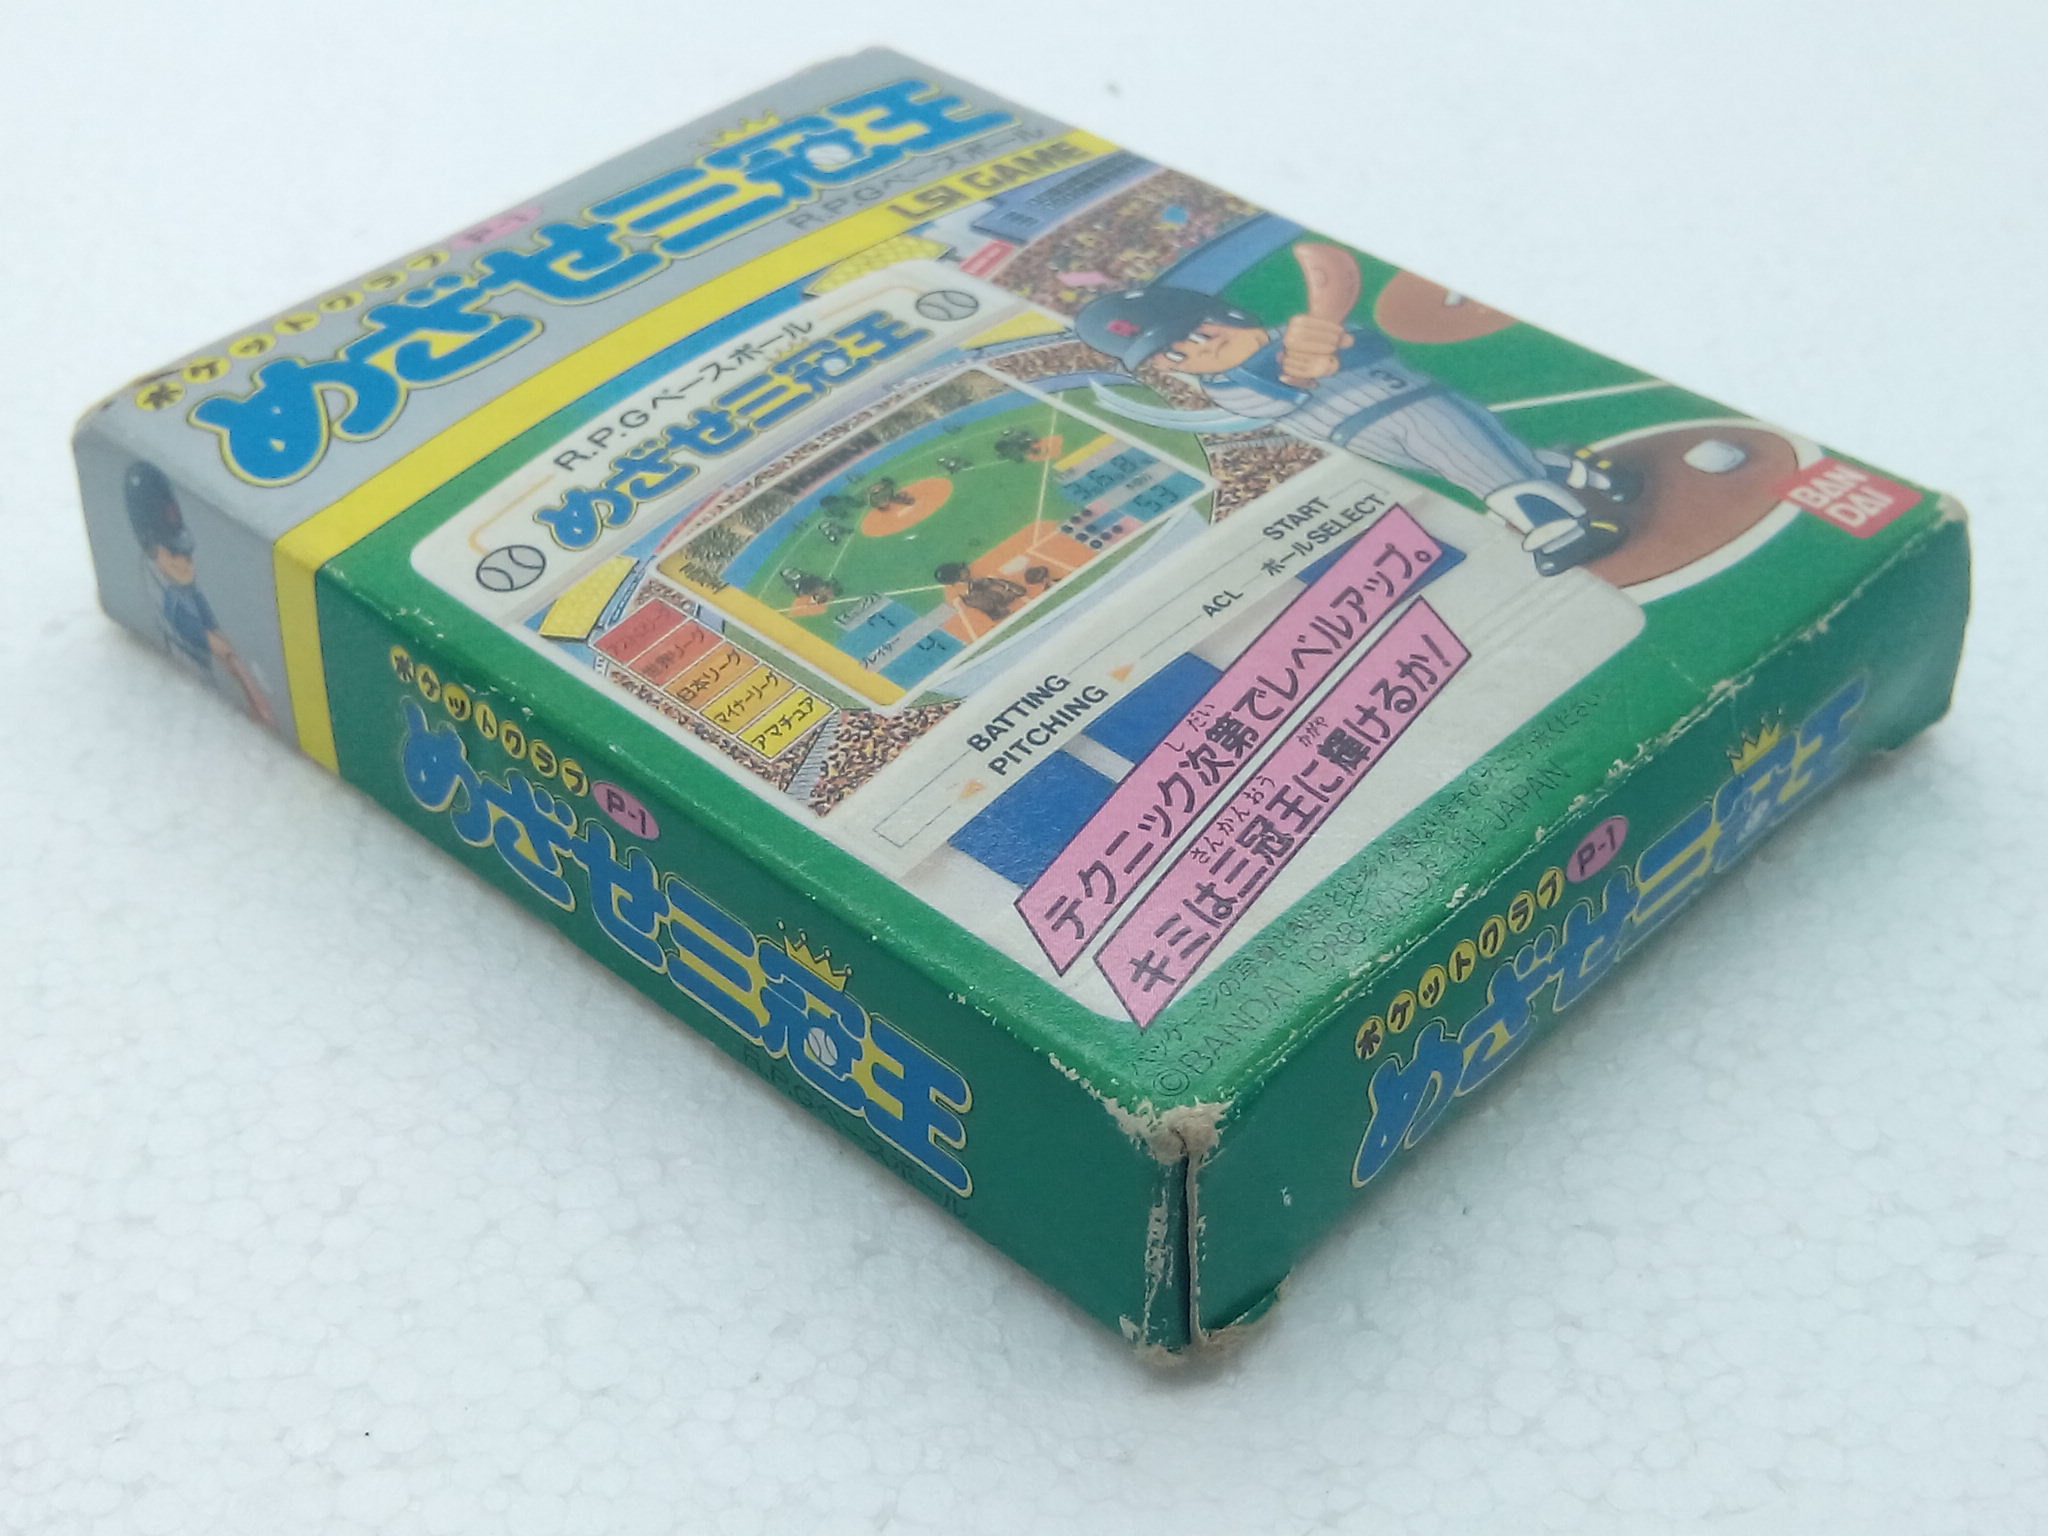 ポケットクラブ P-1
めざせ三冠王
R.P.Gベースボール
LSI GAME
R.P.Gベースボール
めざせ三冠王
世界リーグ
日本リーグ
マイナーリーグ
アマチュア
START
ボールSELECT
ACL
BATTING
PITCHING
テクニック次第でレベルアップ。
キミは三冠王に輝けるか!
BANDAI
©BANDAI 1988 MADE IN JAPAN
ポケットクラブ P-1
めざせ三冠王
R.P.Gベースボール
ポケットクラブ P-1
めざせ三冠王